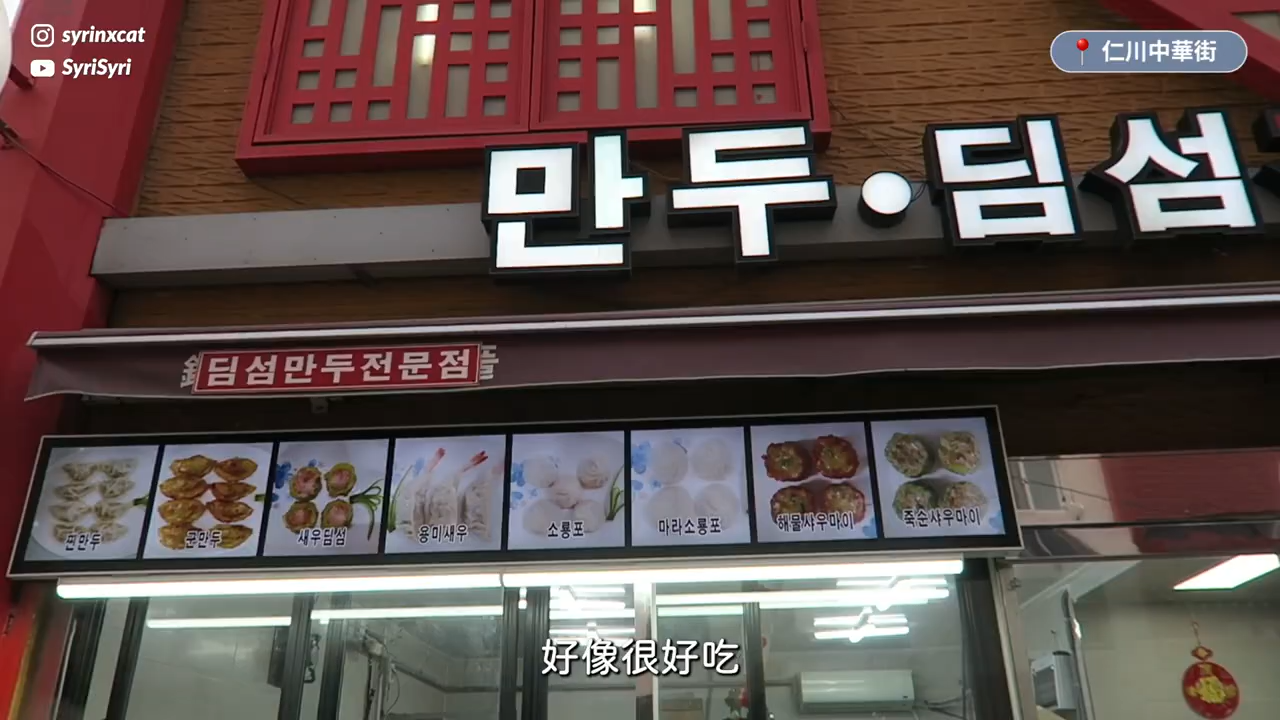 syrinxcat
SyriSyri
仁川中華街
만두·딤섬
딤섬만두전문점
찐만두
군만두
새우딤섬
용미새우
소룡포
마라소룡포
해물샤우마이
죽순샤우마이
好像很好吃